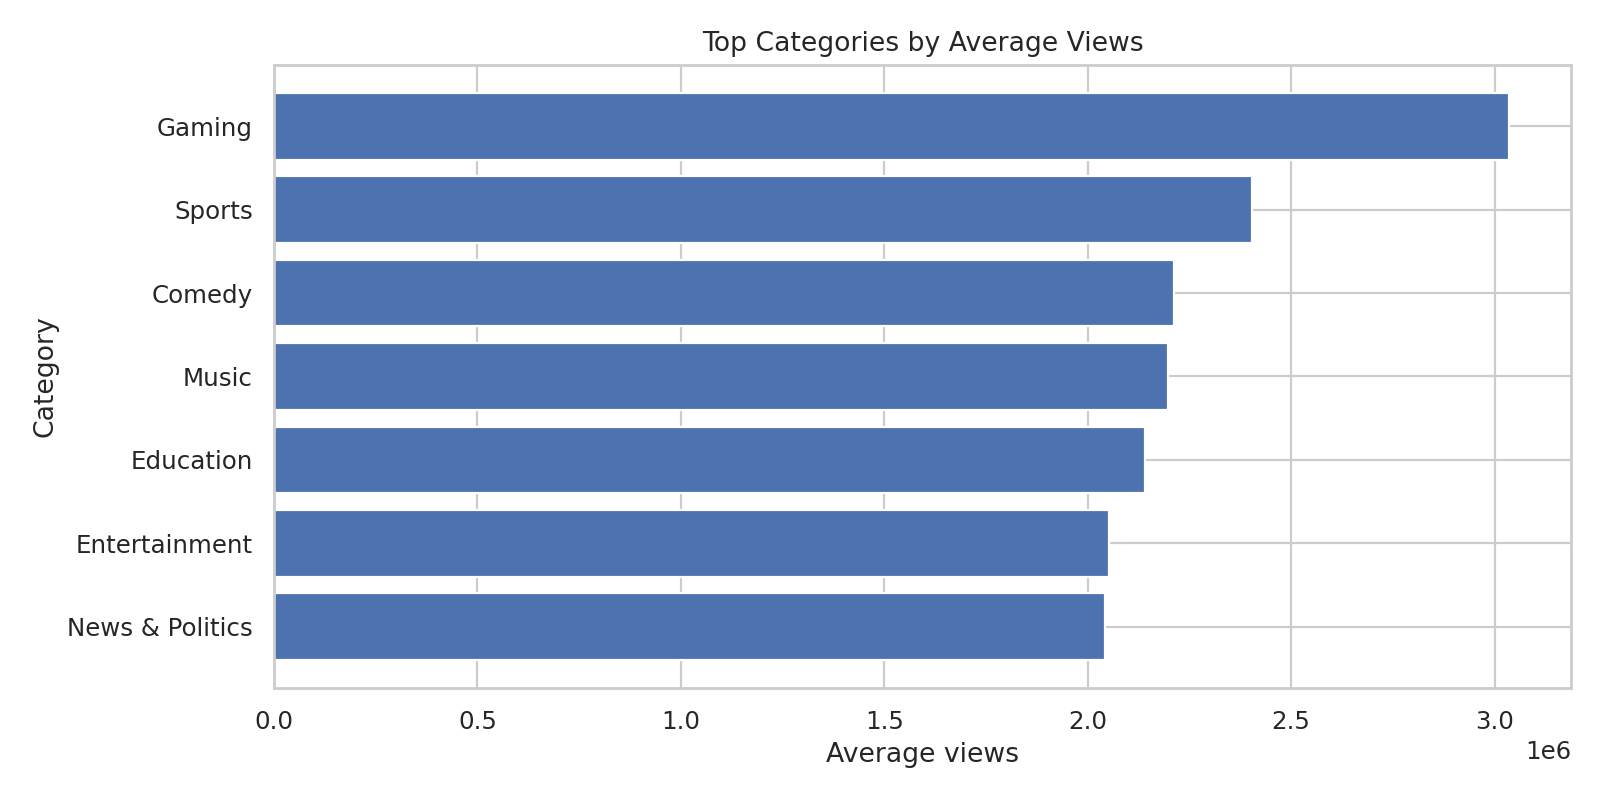 Top Categories by Average Views
Category
Gaming
Sports
Comedy
Music
Education
Entertainment
News & Politics
0.0 0.5 1.0 1.5 2.0 2.5 3.0
1e6
Average views